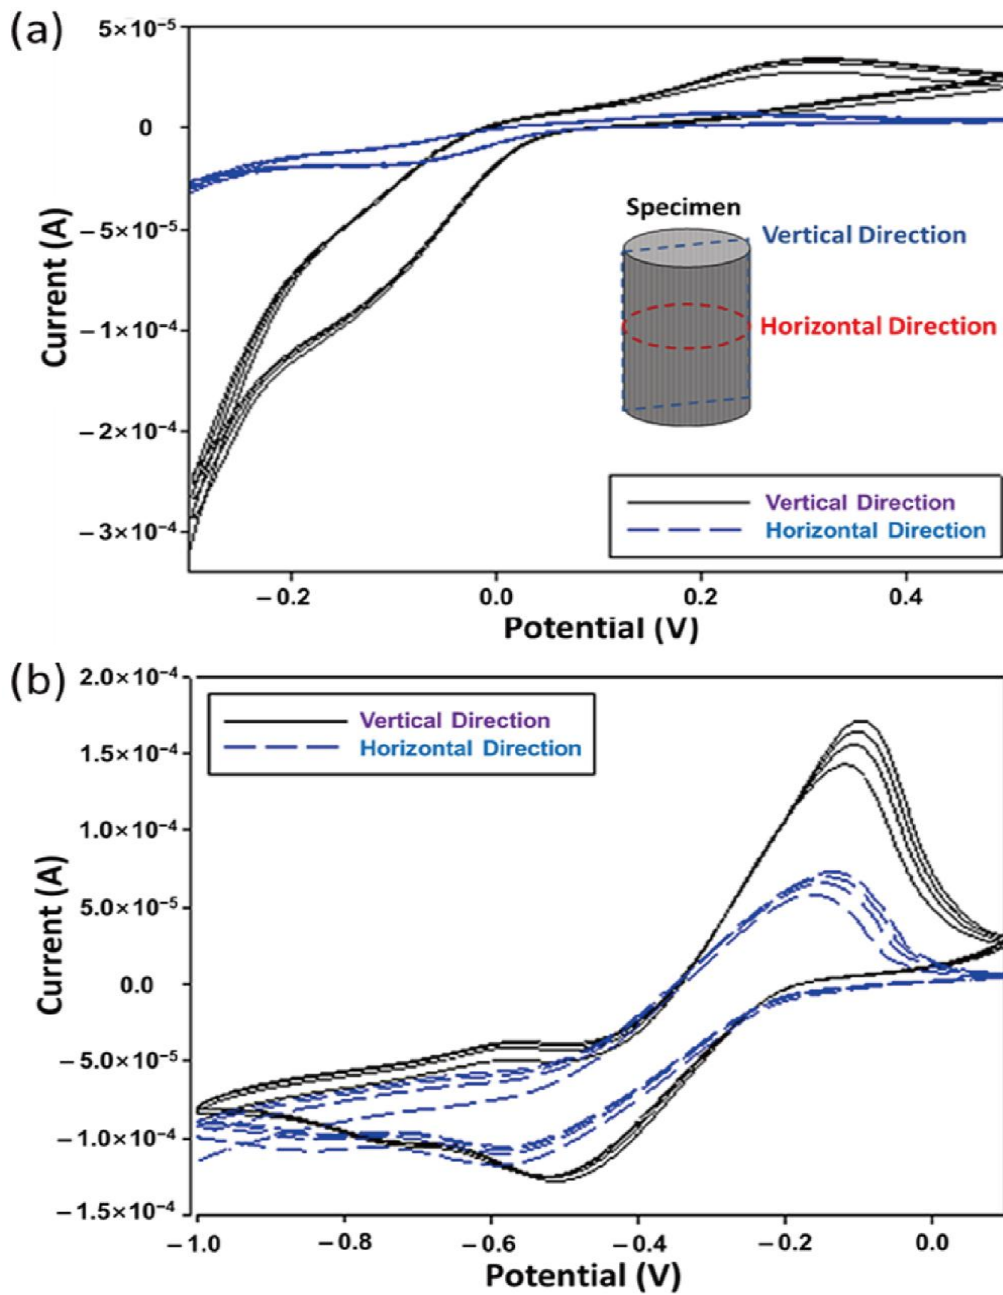 (a)
5×10⁻⁵
0
−5×10⁻⁵
−1×10⁻⁴
−2×10⁻⁴
−3×10⁻⁴
Current (A)
Specimen
Vertical Direction
Horizontal Direction
Vertical Direction
Horizontal Direction
−0.2 0.0 0.2 0.4
Potential (V)
(b)
2.0×10⁻⁴
1.5×10⁻⁴
1.0×10⁻⁴
5.0×10⁻⁵
0.0
−5.0×10⁻⁵
−1.0×10⁻⁴
−1.5×10⁻⁴
Current (A)
Vertical Direction
Horizontal Direction
−1.0 −0.8 −0.6 −0.4 −0.2 0.0
Potential (V)